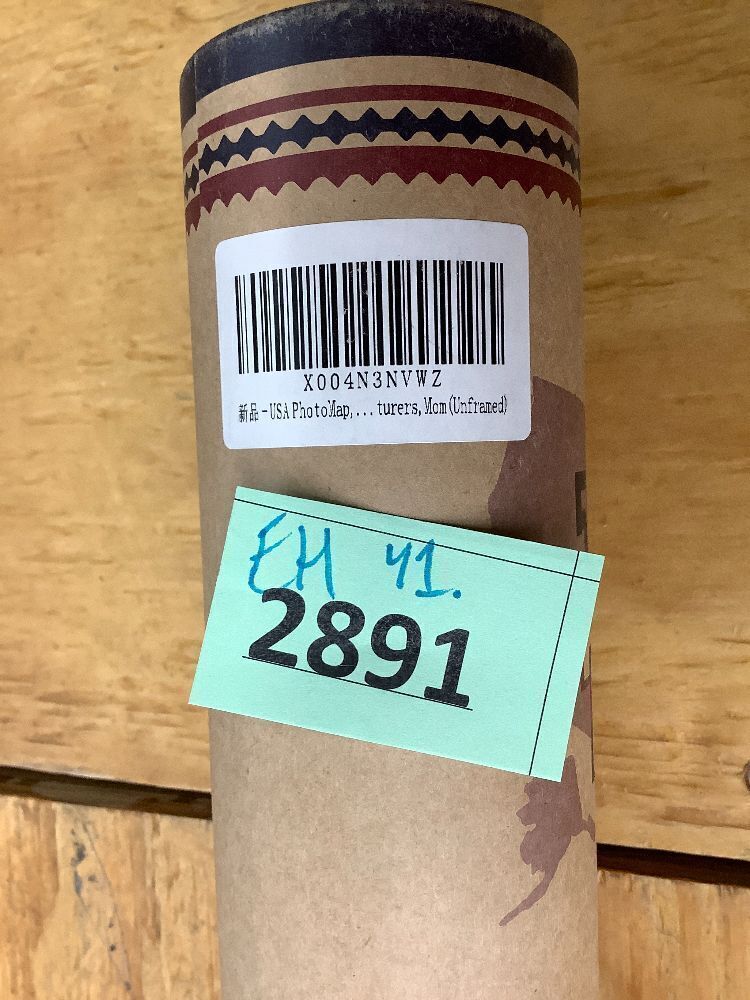 X004N3NVWZ
新品 - USA PhotoMap, ... turers, Mom (Unframed)
EH 41.
2891